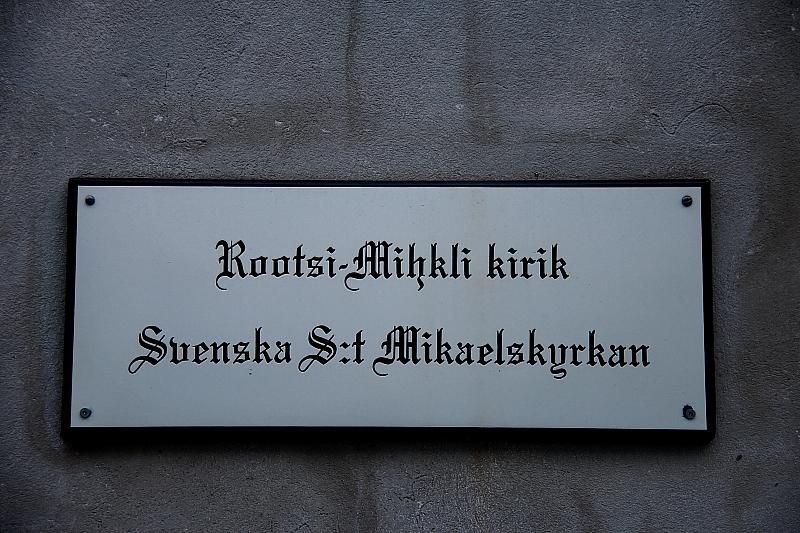 Rootsi-Mihkli kirik
Svenska S:t Mikaelskyrkan